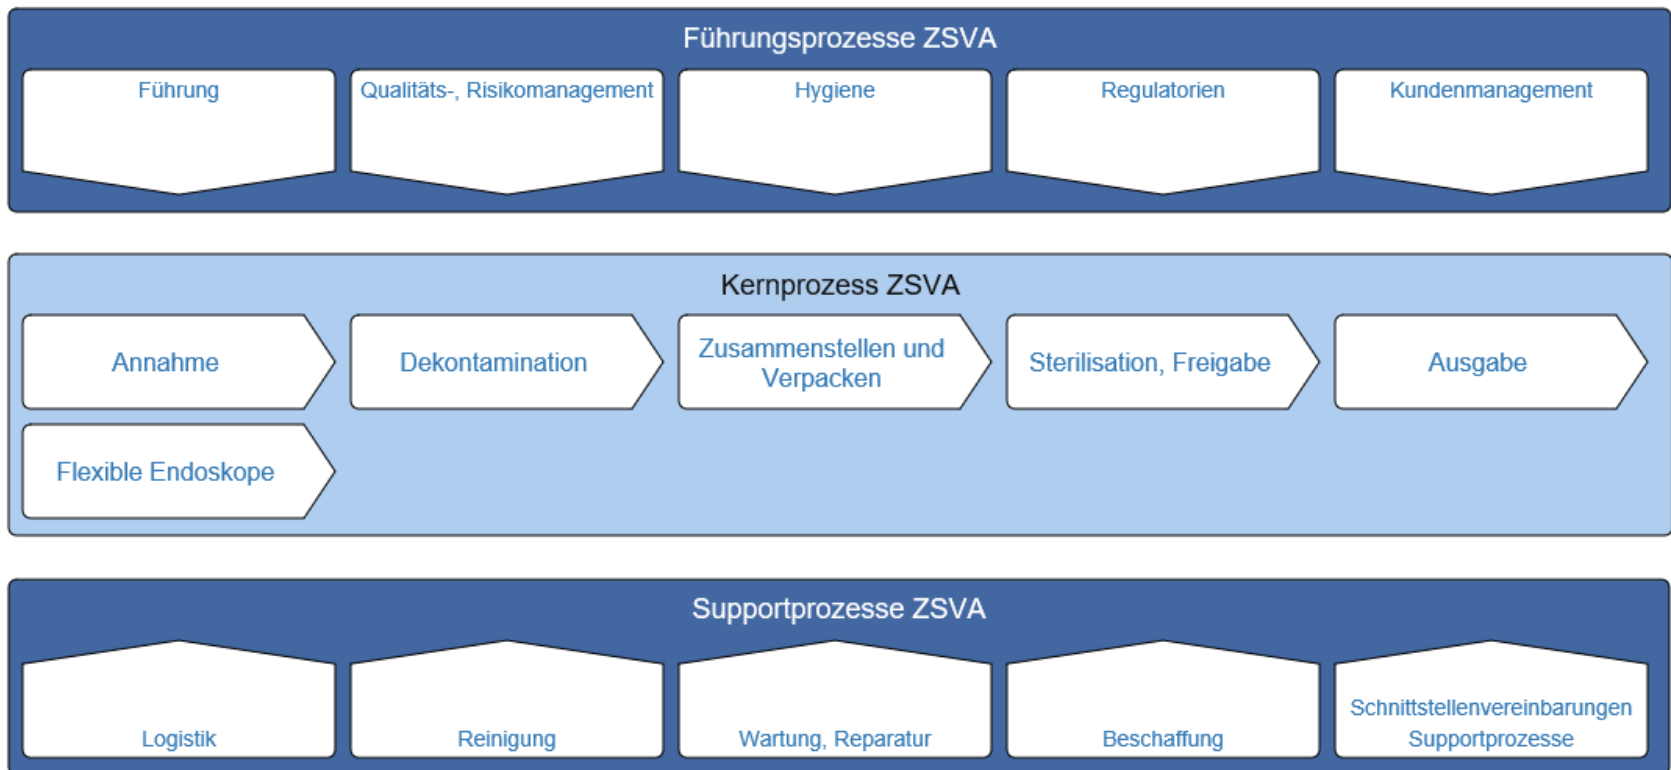 Führungsprozesse ZSVA
Führung
Qualitäts-, Risikomanagement
Hygiene
Regulatorien
Kundenmanagement
Kernprozess ZSVA
Annahme
Dekontamination
Zusammenstellen und
Verpacken
Sterilisation, Freigabe
Ausgabe
Flexible Endoskope
Supportprozesse ZSVA
Logistik
Reinigung
Wartung, Reparatur
Beschaffung
Schnittstellenvereinbarungen
Supportprozesse